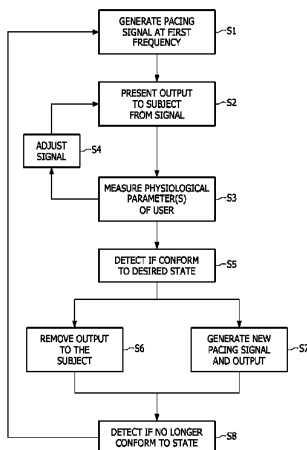 GENERATE PACING
SIGNAL AT FIRST
FREQUENCY
S1
PRESENT OUTPUT
TO SUBJECT
FROM SIGNAL
S2
ADJUST
SIGNAL
S4
MEASURE PHYSIOLOGICAL
PARAMETER(S)
OF USER
S3
DETECT IF CONFORM
TO DESIRED STATE
S5
REMOVE OUTPUT
TO THE
SUBJECT
S6
GENERATE NEW
PACING SIGNAL
AND OUTPUT
S7
DETECT IF NO LONGER
CONFORM TO STATE
S8